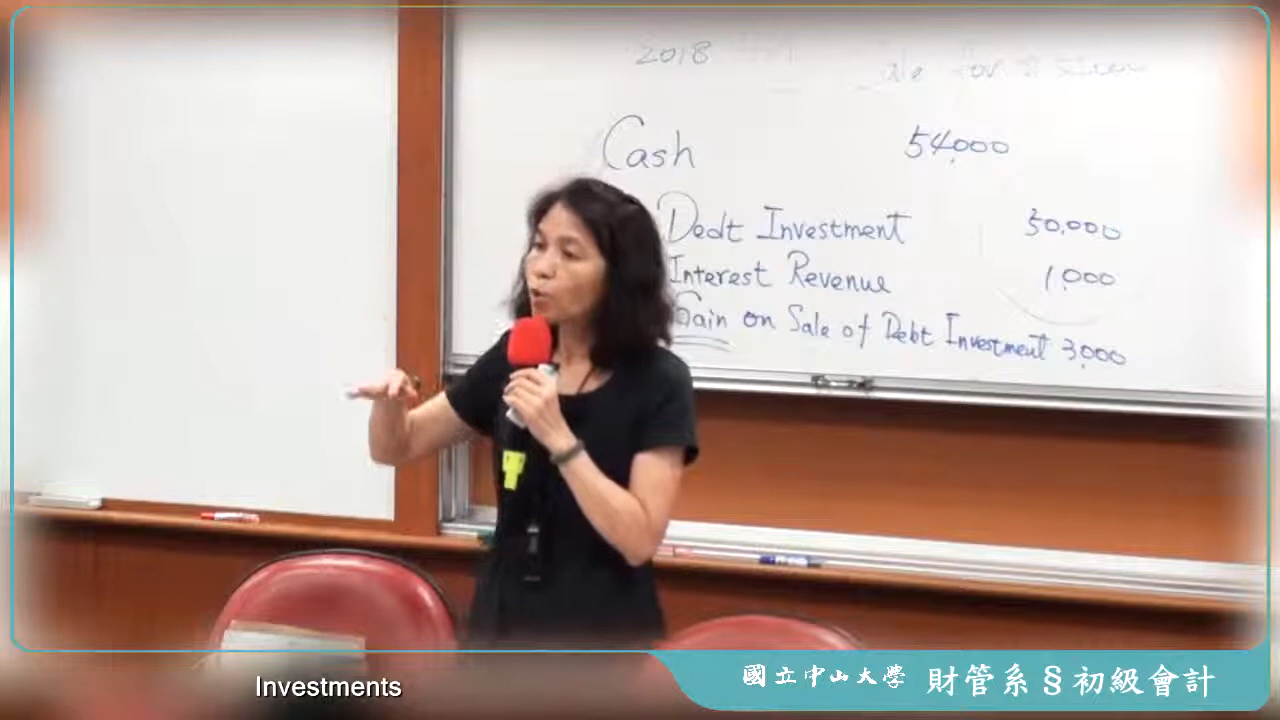 2018
Cash 54,000
Debt Investment 50,000
Interest Revenue 1,000
Gain on Sale of Debt Investment 3,000
Investments
國立中山大學 財管系§初級會計